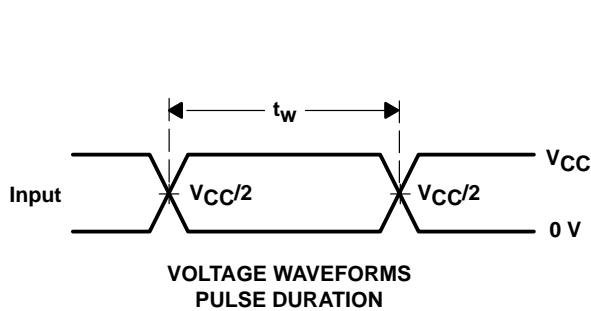 tw
VCC
Input
VCC/2
VCC/2
0 V
VOLTAGE WAVEFORMS
PULSE DURATION